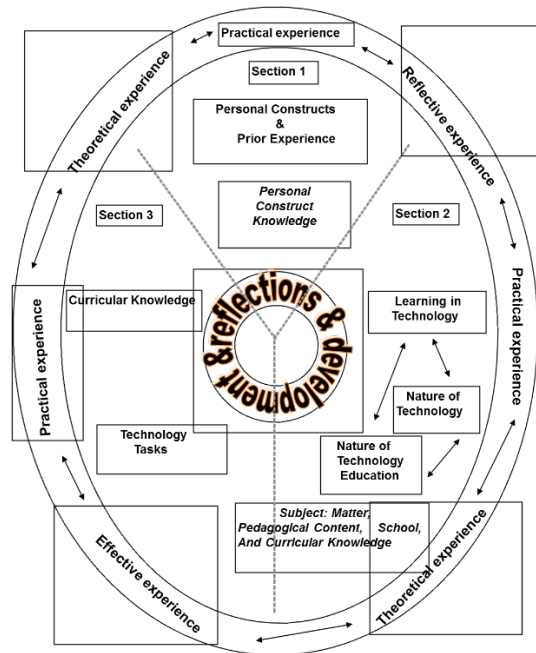 Practical experience
Section 1
Theoretical experience
Reflective experience
Personal Constructs
&
Prior Experience
Personal
Construct
Knowledge
Section 3
Section 2
Curricular Knowledge
reflections & development &
Learning in
Technology
Practical experience
Practical experience
Nature of
Technology
Technology
Tasks
Nature of
Technology
Education
Subject: Matter,
Pedagogical Content, School,
And Curricular Knowledge
Effective experience
Theoretical experience